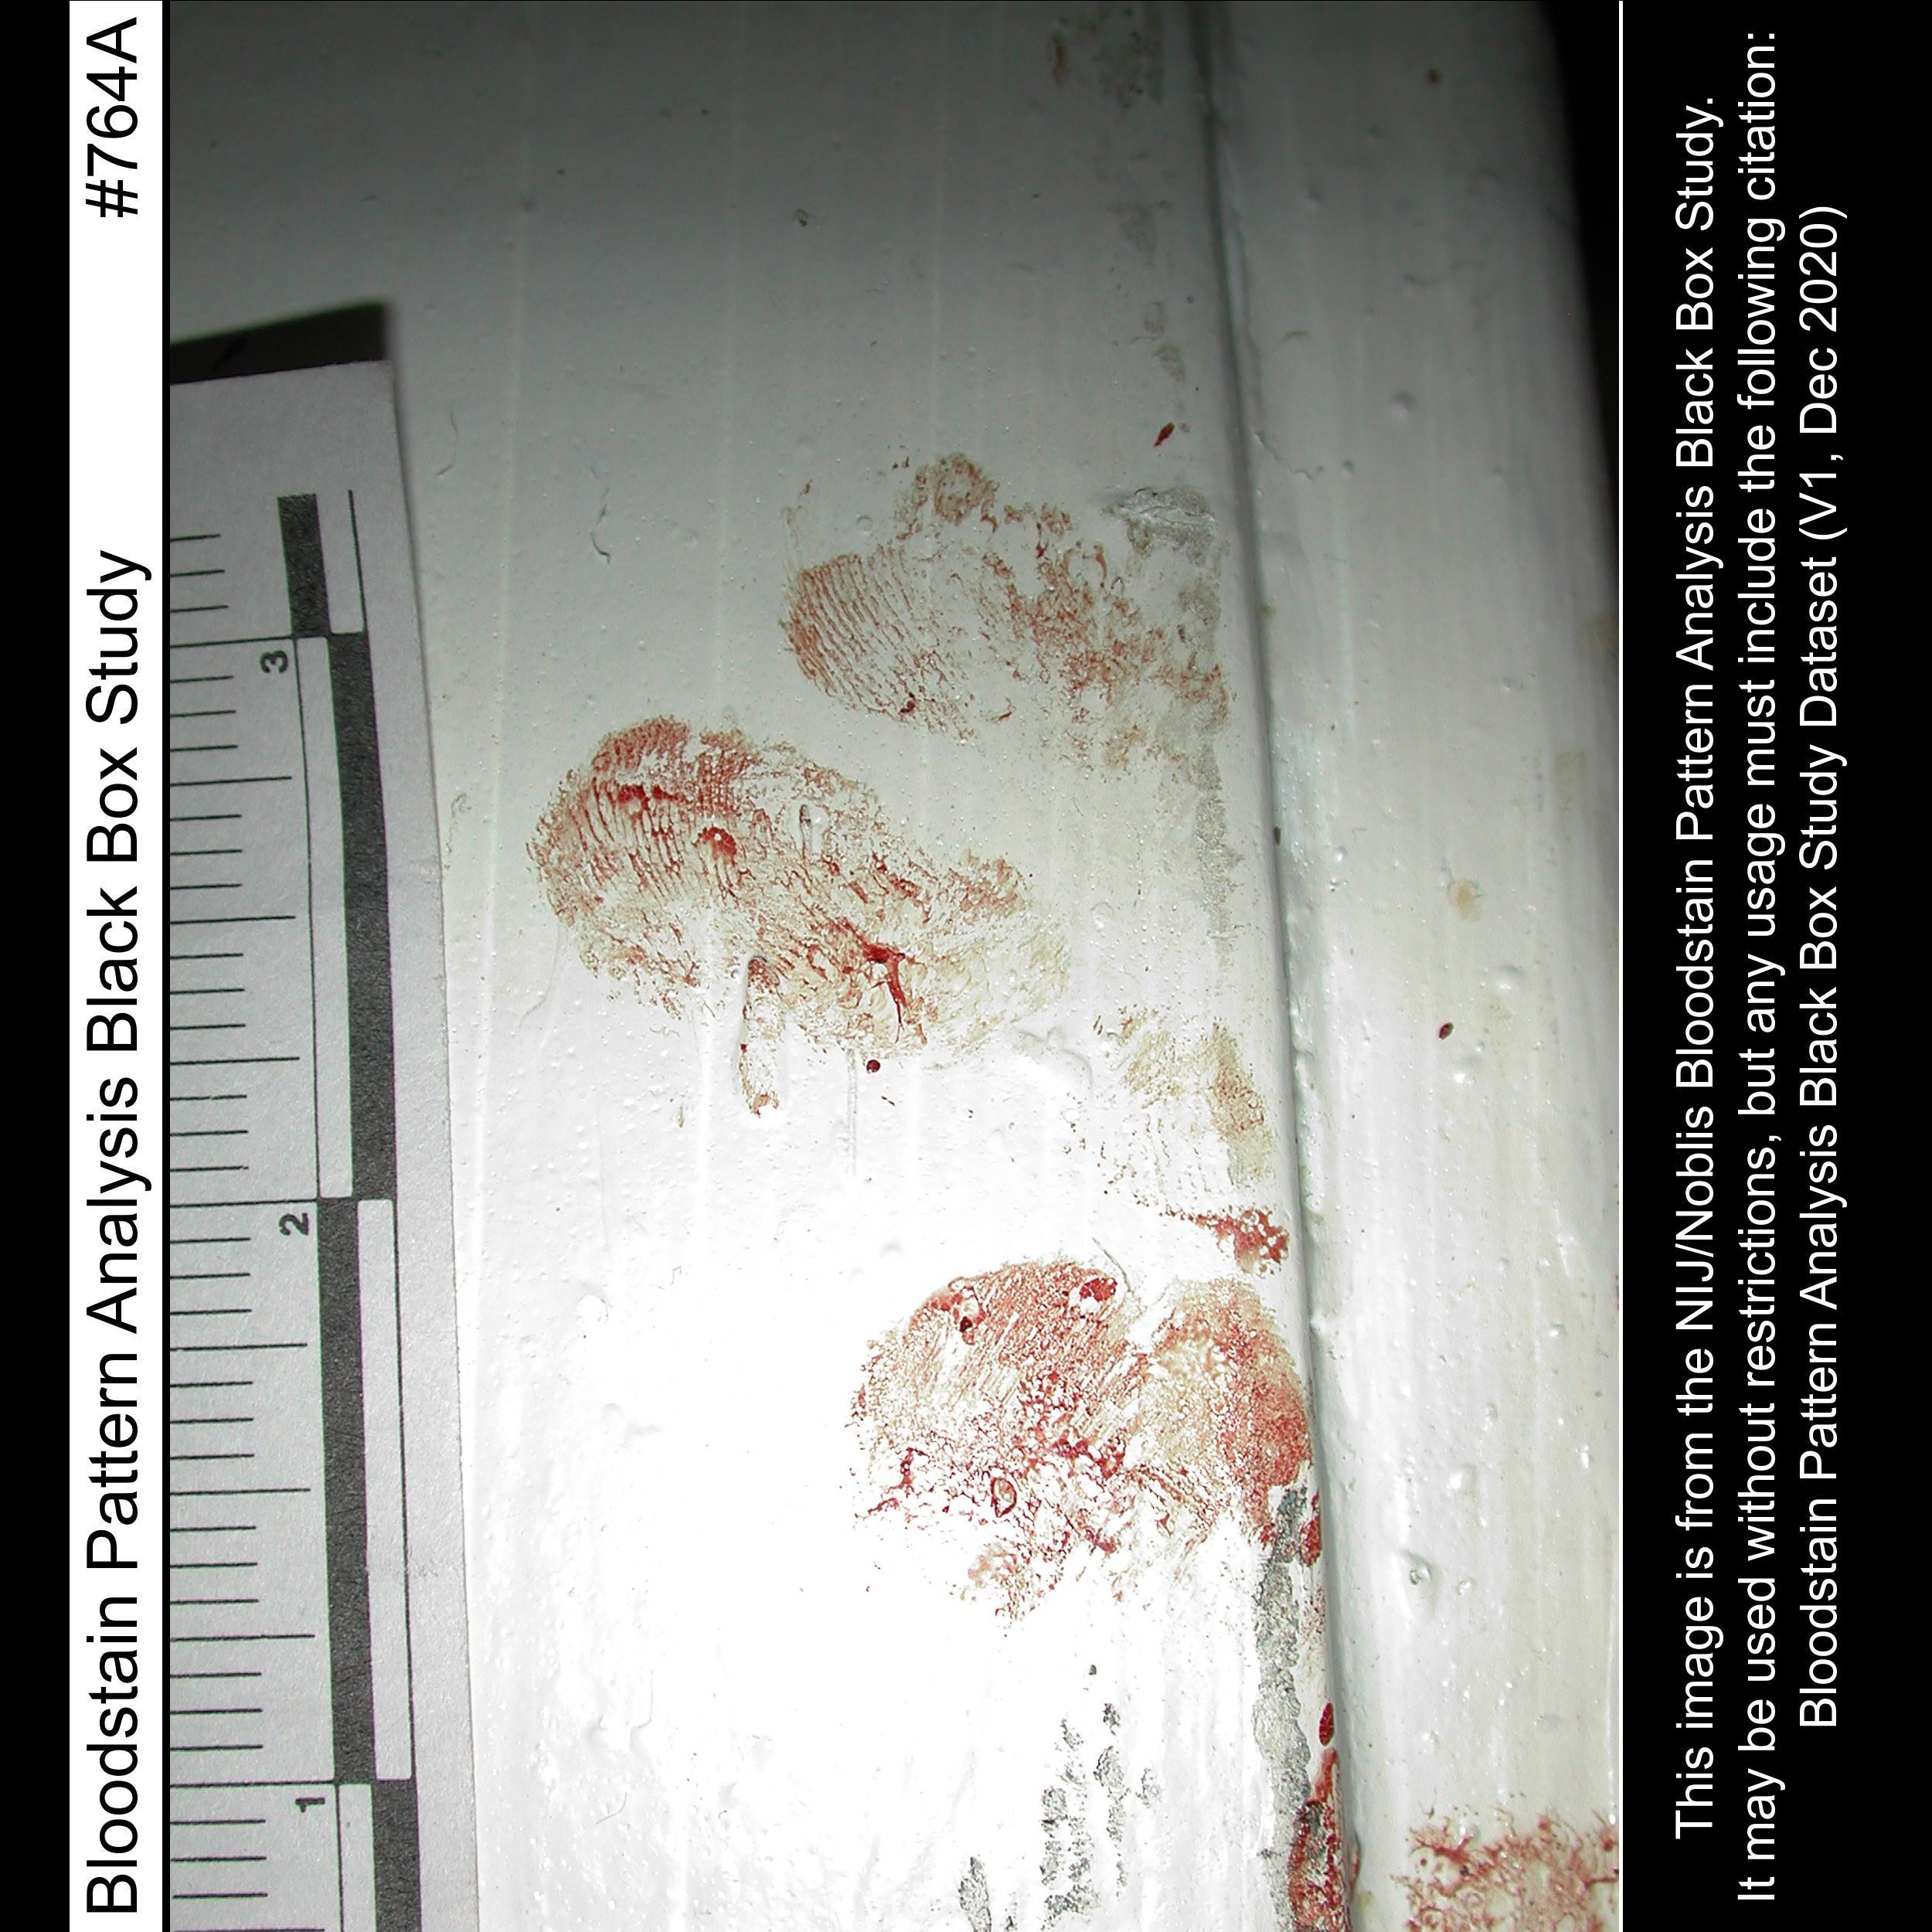 Bloodstain Pattern Analysis Black Box Study #764A
3
2
1
This image is from the NIJ/Noblis Bloodstain Pattern Analysis Black Box Study.
It may be used without restrictions, but any usage must include the following citation:
Bloodstain Pattern Analysis Black Box Study Dataset (V1, Dec 2020)